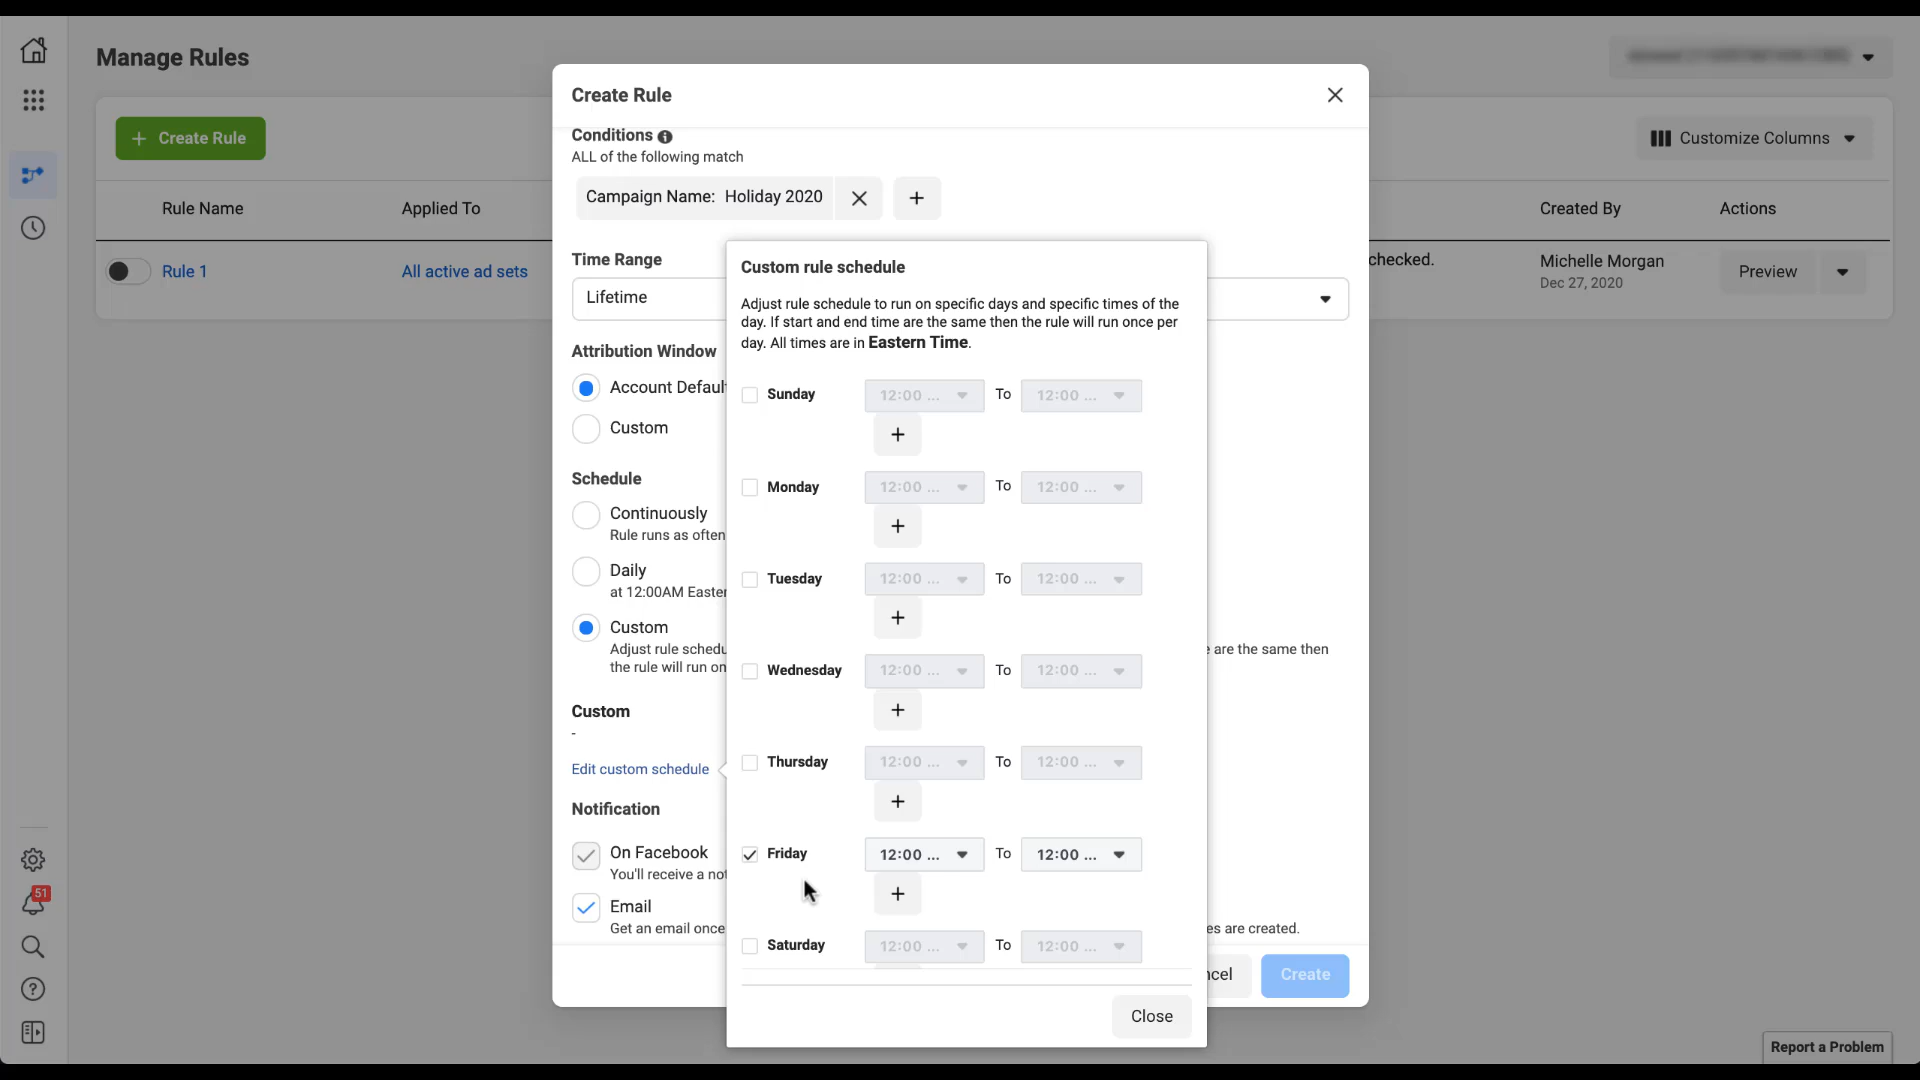 Manage Rules
+ Create Rule
Customize Columns
Rule Name
Applied To
Created By
Actions
Rule 1
All active ad sets
checked.
Michelle Morgan
Dec 27, 2020
Preview
Create Rule
Conditions
ALL of the following match
Campaign Name: Holiday 2020
Time Range
Lifetime
Attribution Window
Account Defaul
Custom
Schedule
Continuously
Rule runs as often
Daily
at 12:00AM Easter
Custom
Adjust rule schedu
e are the same then
the rule will run on
Custom
-
Edit custom schedule
Notification
On Facebook
You'll receive a not
Email
Get an email once
es are created.
ncel
Create
Custom rule schedule
Adjust rule schedule to run on specific days and specific times of the
day. If start and end time are the same then the rule will run once per
day. All times are in Eastern Time.
Sunday 12:00 ... To 12:00 ...
+
Monday 12:00 ... To 12:00 ...
+
Tuesday 12:00 ... To 12:00 ...
+
Wednesday 12:00 ... To 12:00 ...
+
Thursday 12:00 ... To 12:00 ...
+
Friday 12:00 ... To 12:00 ...
+
Saturday 12:00 ... To 12:00 ...
Close
51
Report a Problem